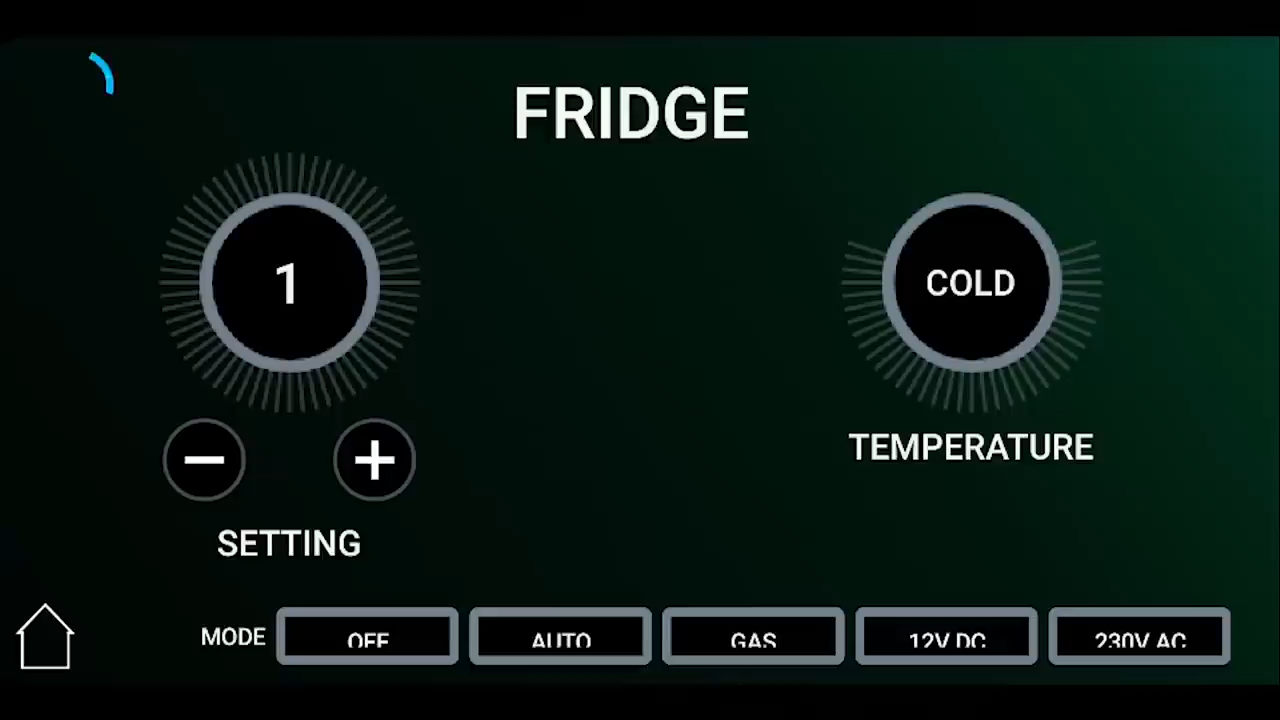 FRIDGE
1
COLD
− +
TEMPERATURE
SETTING
MODE OFF AUTO GAS 12V DC 230V AC